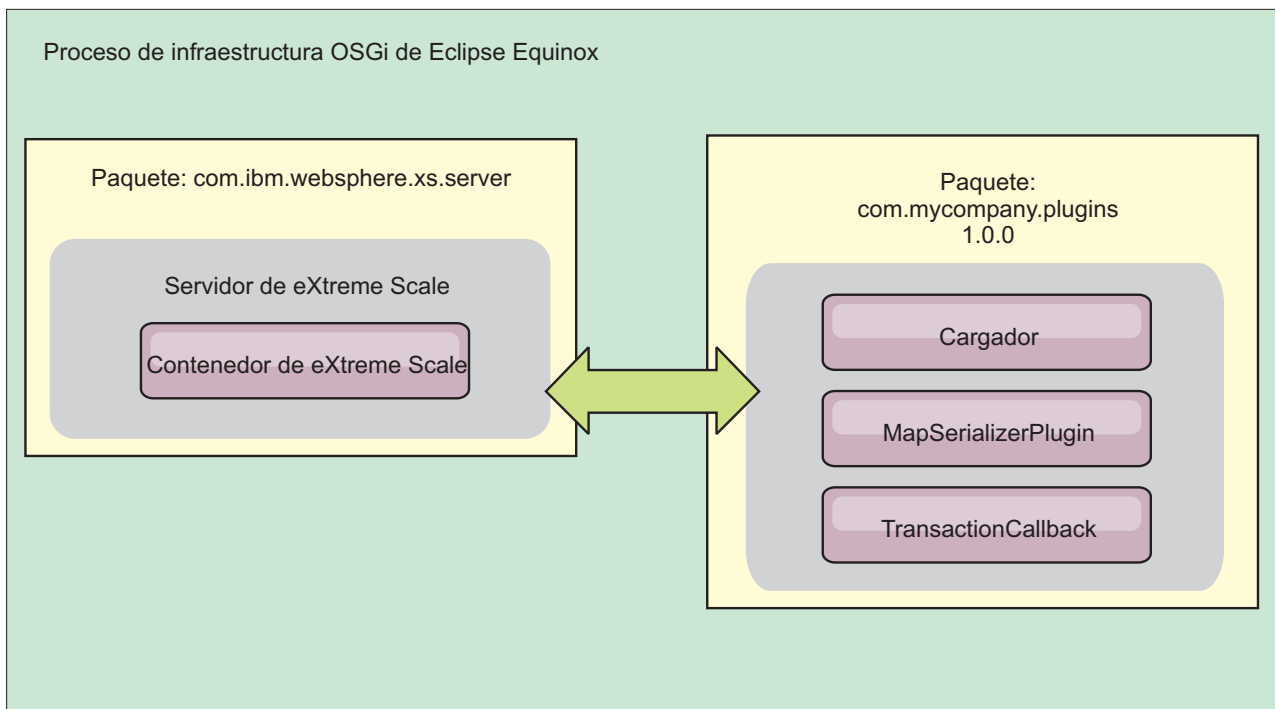 Proceso de infraestructura OSGi de Eclipse Equinox
Paquete: com.ibm.websphere.xs.server
Servidor de eXtreme Scale
Contenedor de eXtreme Scale
Paquete:
com.mycompany.plugins
1.0.0
Cargador
MapSerializerPlugin
TransactionCallback